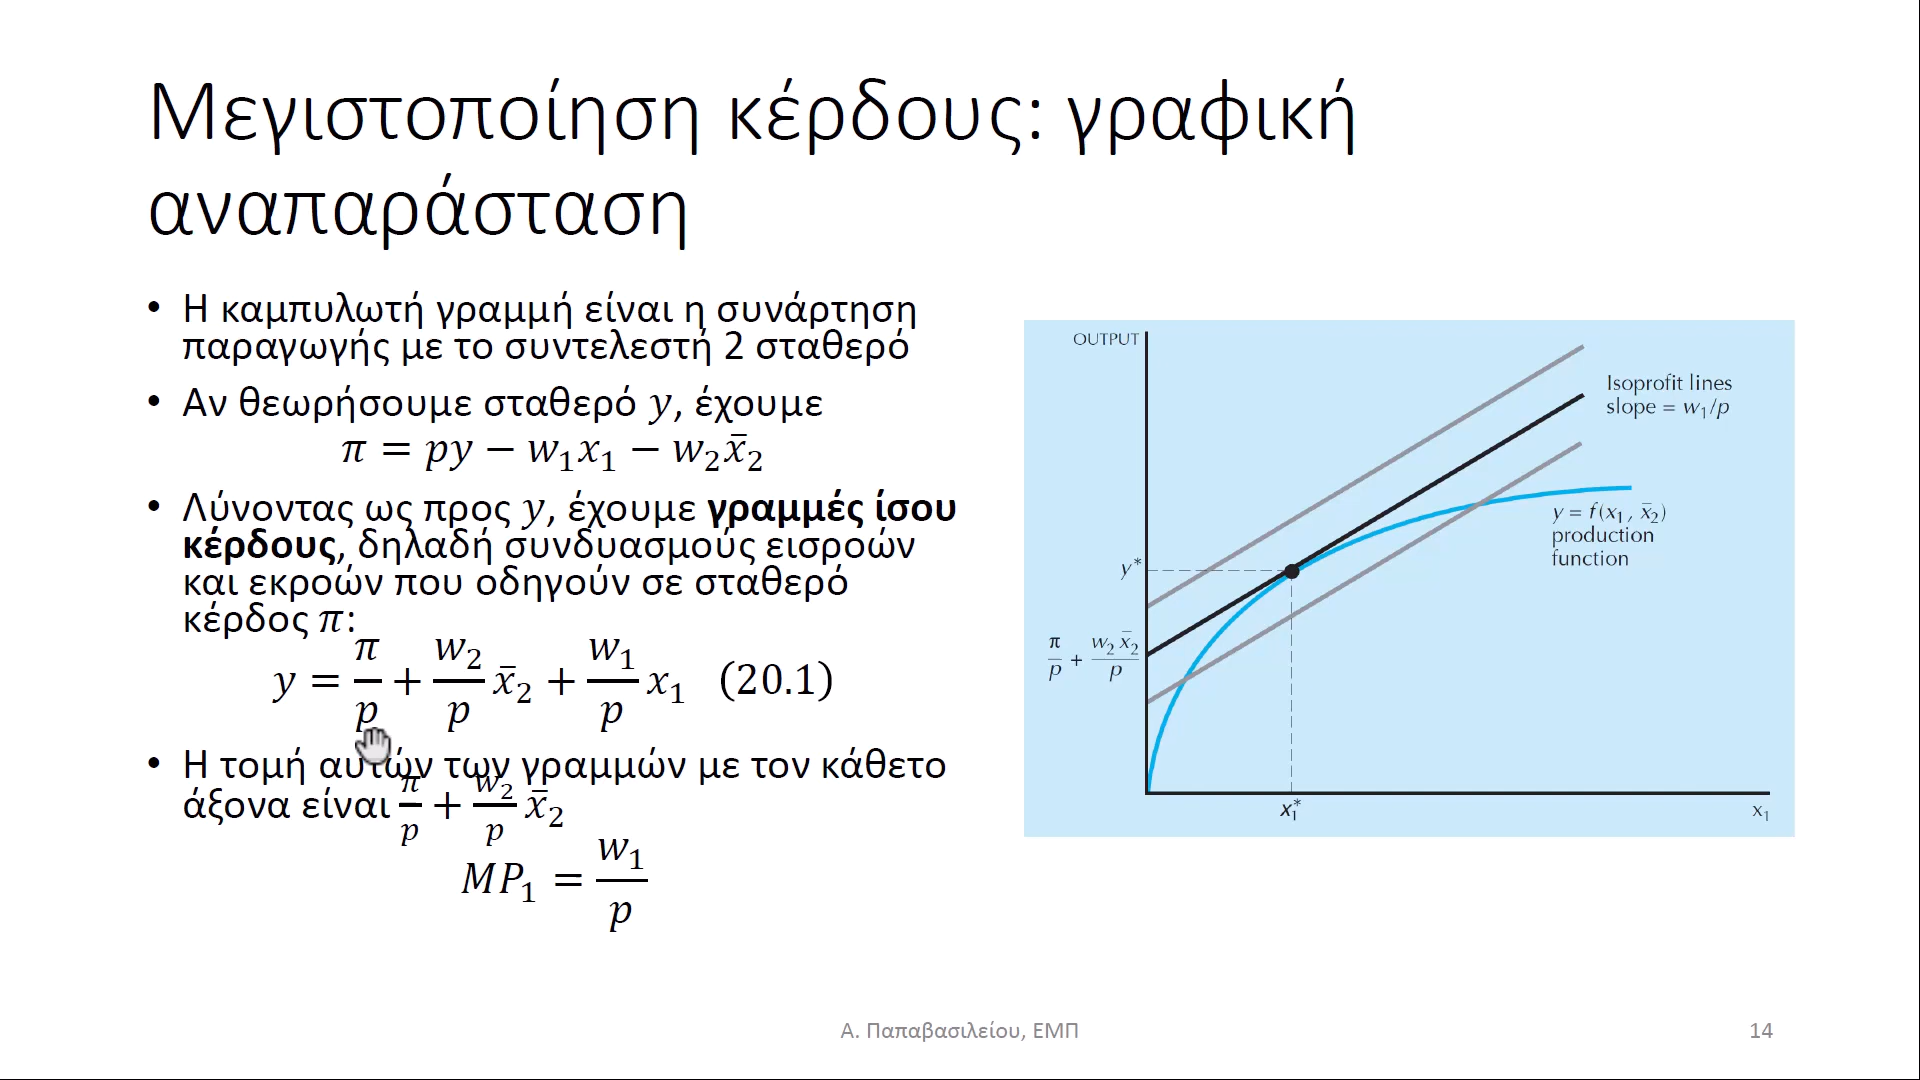 Μεγιστοποίηση κέρδους: γραφική
αναπαράσταση
• Η καμπυλωτή γραμμή είναι η συνάρτηση
παραγωγής με το συντελεστή 2 σταθερό
• Αν θεωρήσουμε σταθερό y, έχουμε
π = py − w₁x₁ − w₂x̄₂
• Λύνοντας ως προς y, έχουμε γραμμές ίσου
κέρδους, δηλαδή συνδυασμούς εισροών
και εκροών που οδηγούν σε σταθερό
κέρδος π:
y = π/p + w₂/p x̄₂ + w₁/p x₁ (20.1)
• Η τομή αυτών των γραμμών με τον κάθετο
άξονα είναι π/p + w₂/p x̄₂
MP₁ = w₁/p
OUTPUT
Isoprofit lines
slope = w₁/p
y = f(x₁, x̄₂)
production
function
y*
π/p + w₂x̄₂/p
x₁*
x₁
Α. Παπαβασιλείου, ΕΜΠ
14